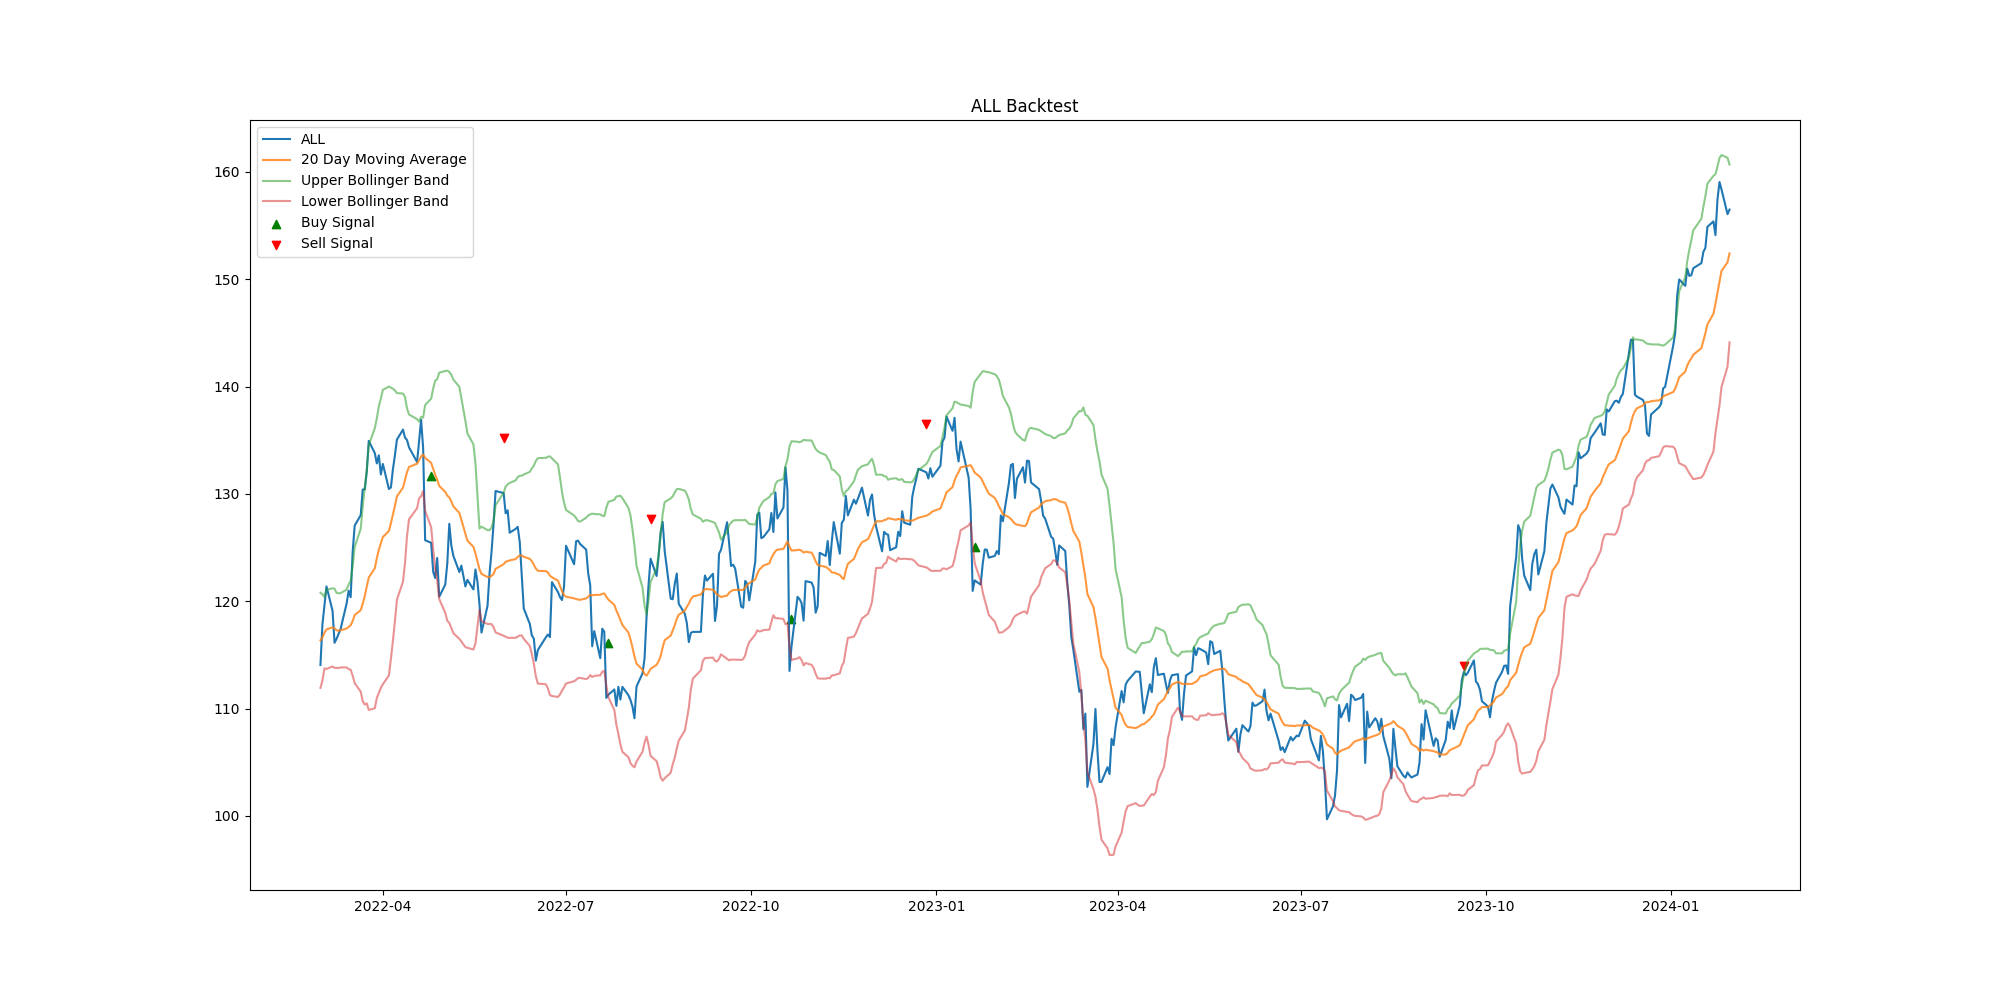 ALL Backtest
ALL
20 Day Moving Average
Upper Bollinger Band
Lower Bollinger Band
Buy Signal
Sell Signal
160
150
140
130
120
110
100
2022-04 2022-07 2022-10 2023-01 2023-04 2023-07 2023-10 2024-01